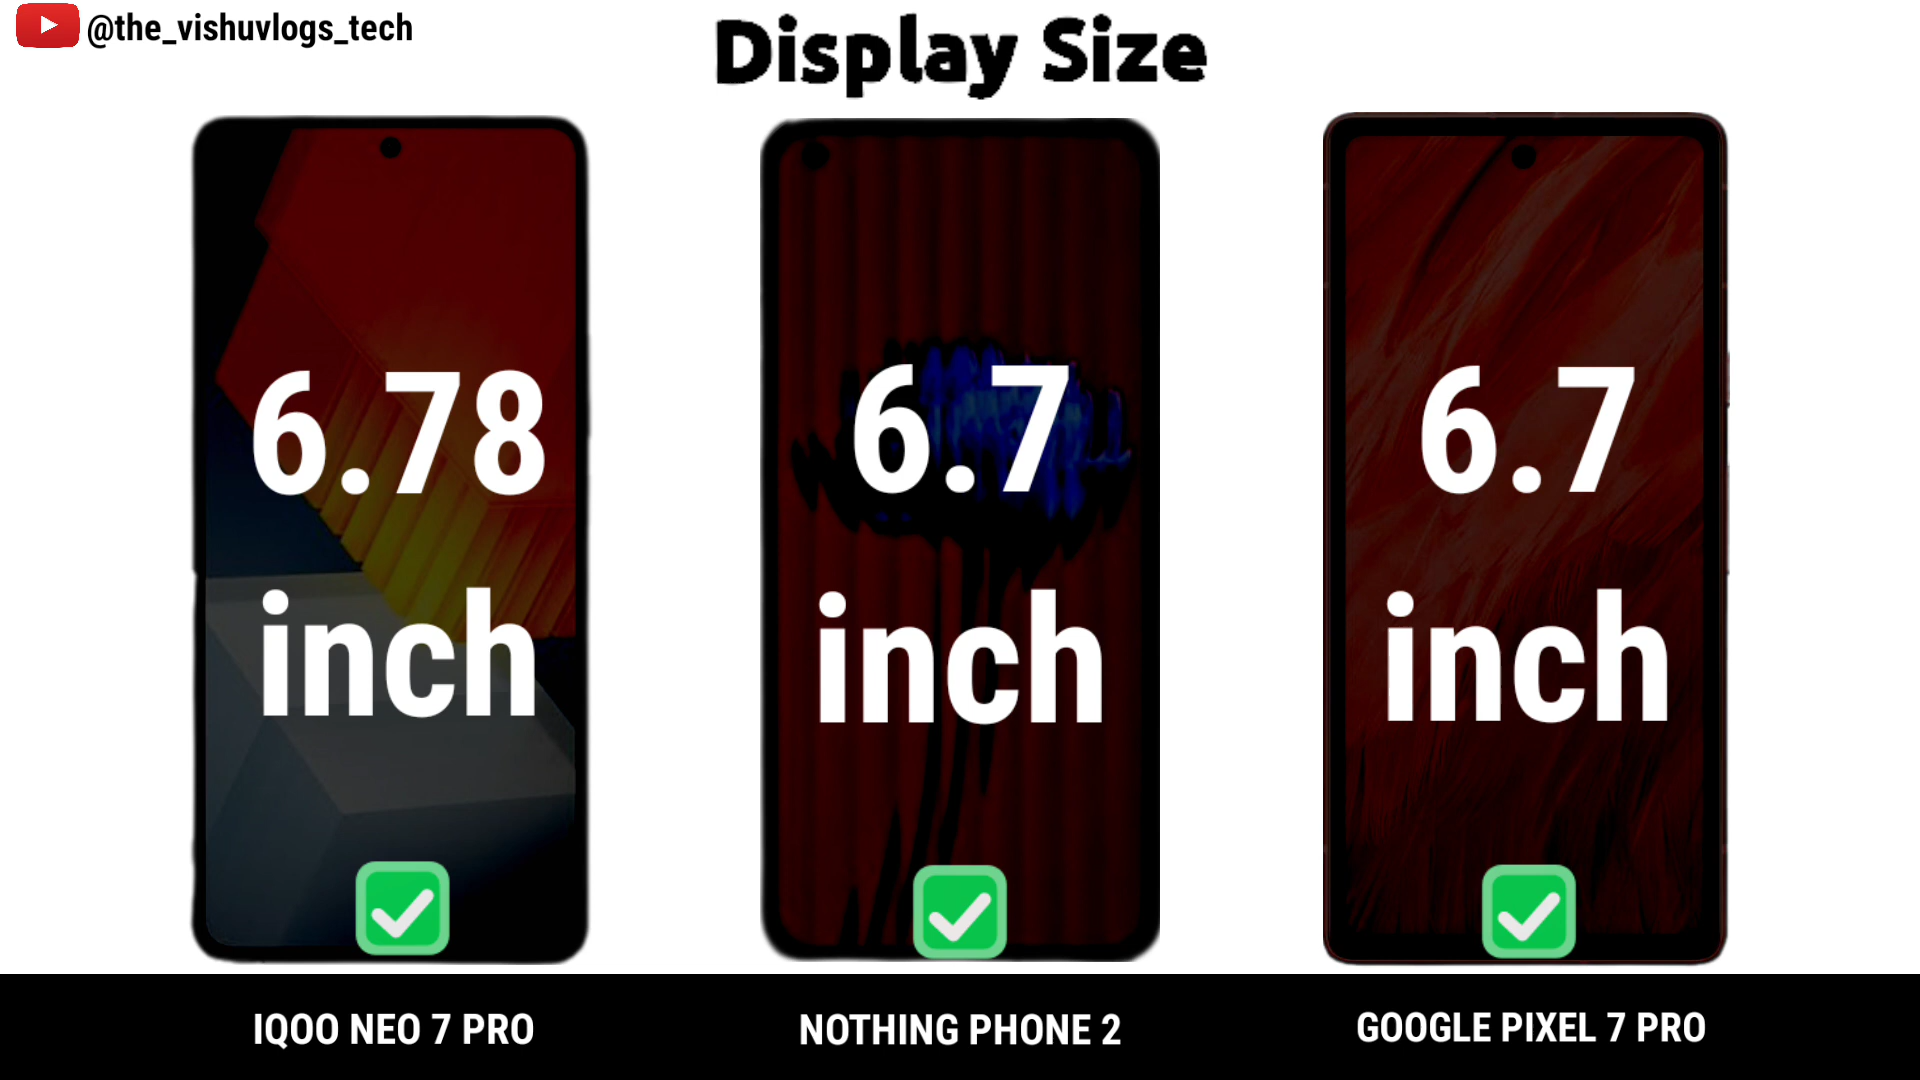 @the_vishuvlogs_tech
Display Size
6.78
inch
6.7
inch
6.7
inch
IQOO NEO 7 PRO
NOTHING PHONE 2
GOOGLE PIXEL 7 PRO